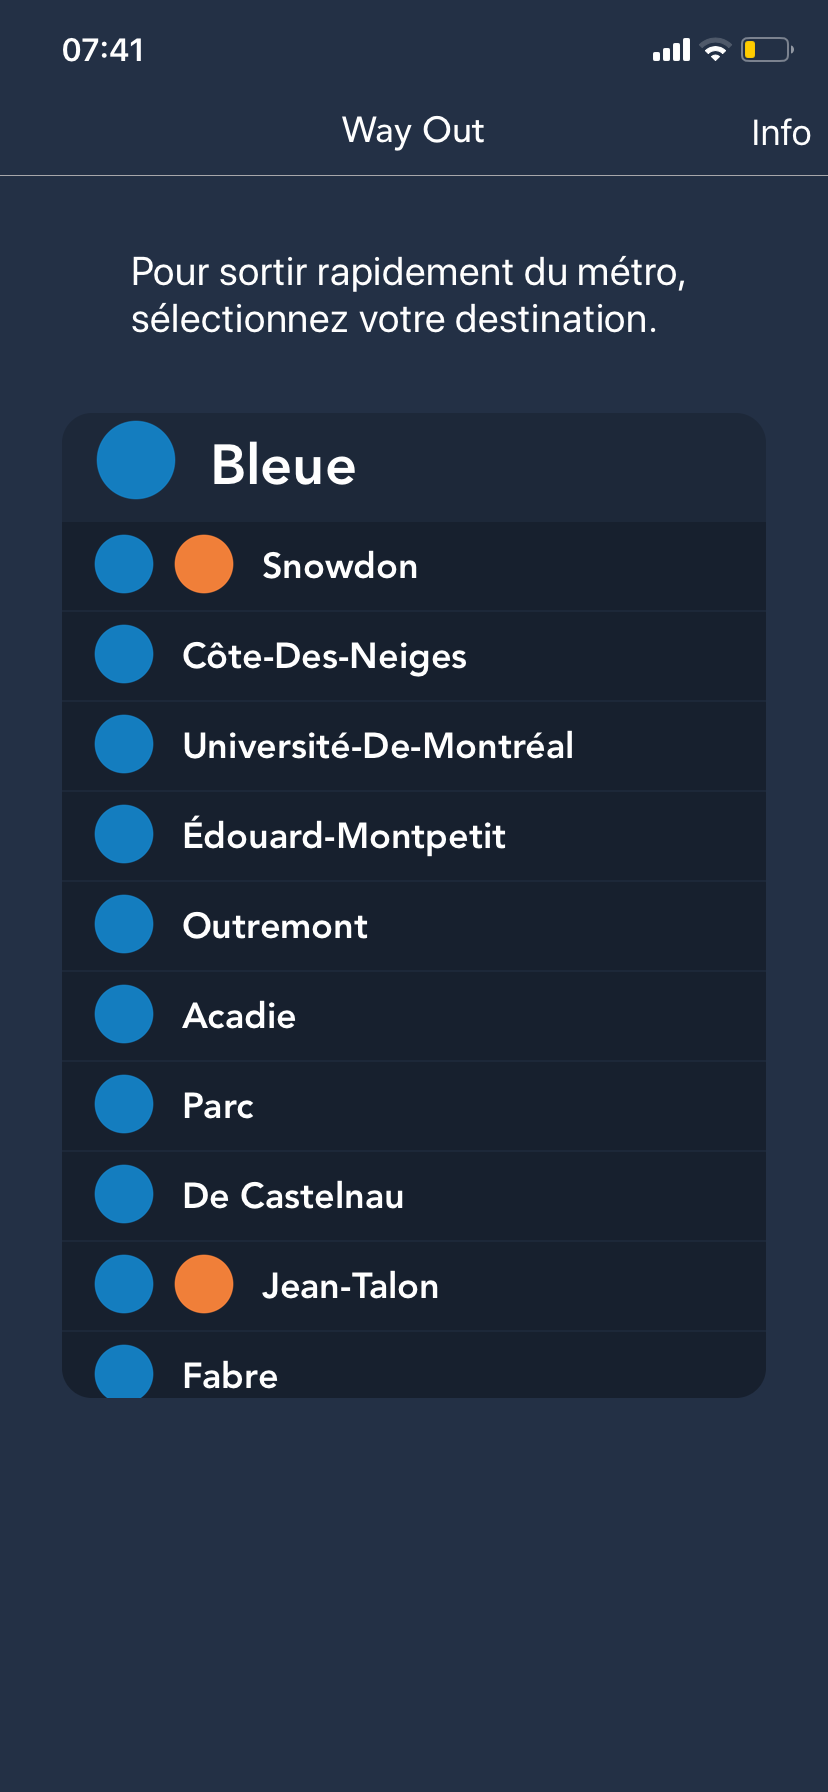 07:41
Way Out
Info
Pour sortir rapidement du métro,
sélectionnez votre destination.
Bleue
Snowdon
Côte-Des-Neiges
Université-De-Montréal
Édouard-Montpetit
Outremont
Acadie
Parc
De Castelnau
Jean-Talon
Fabre